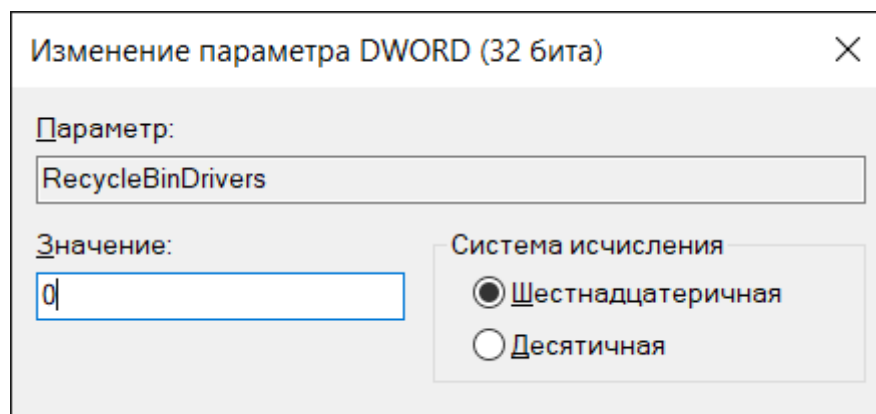 Изменение параметра DWORD (32 бита)
Параметр:
RecycleBinDrivers
Значение:
0
Система исчисления
Шестнадцатеричная
Десятичная